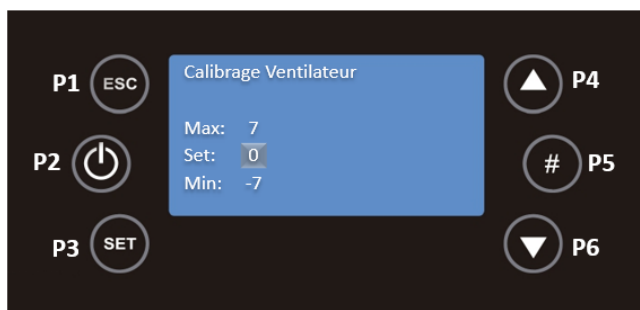 P1 ESC
P2
P3 SET
Calibrage Ventilateur
Max: 7
Set: 0
Min: -7
P4
# P5
P6